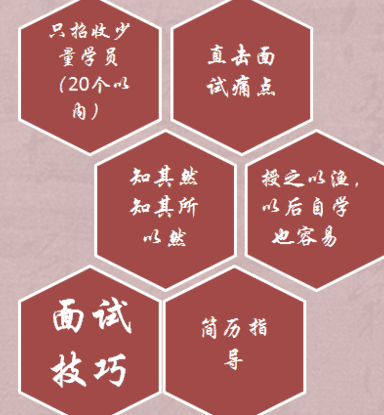 只招收少
量学员
（20个以
内）
直击面
试痛点
知其然
知其所
以然
授之以渔，
以后自学
也容易
面试
技巧
简历指
导